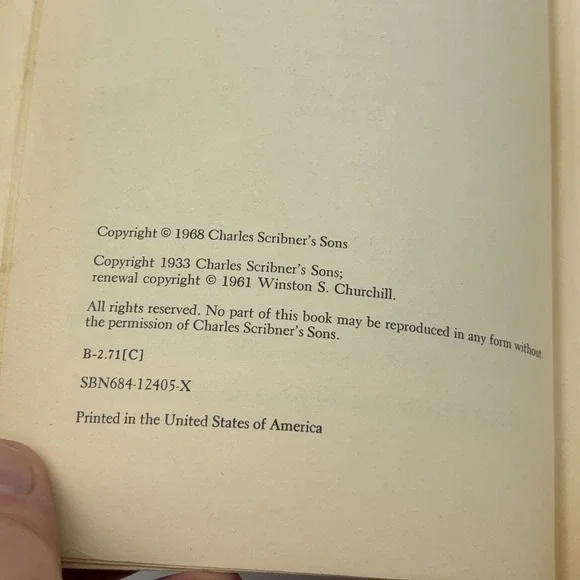 Copyright © 1968 Charles Scribner's Sons
Copyright 1933 Charles Scribner's Sons;
renewal copyright © 1961 Winston S. Churchill.
All rights reserved. No part of this book may be reproduced in any form without
the permission of Charles Scribner's Sons.
B-2.71[C]
SBN684-12405-X
Printed in the United States of America